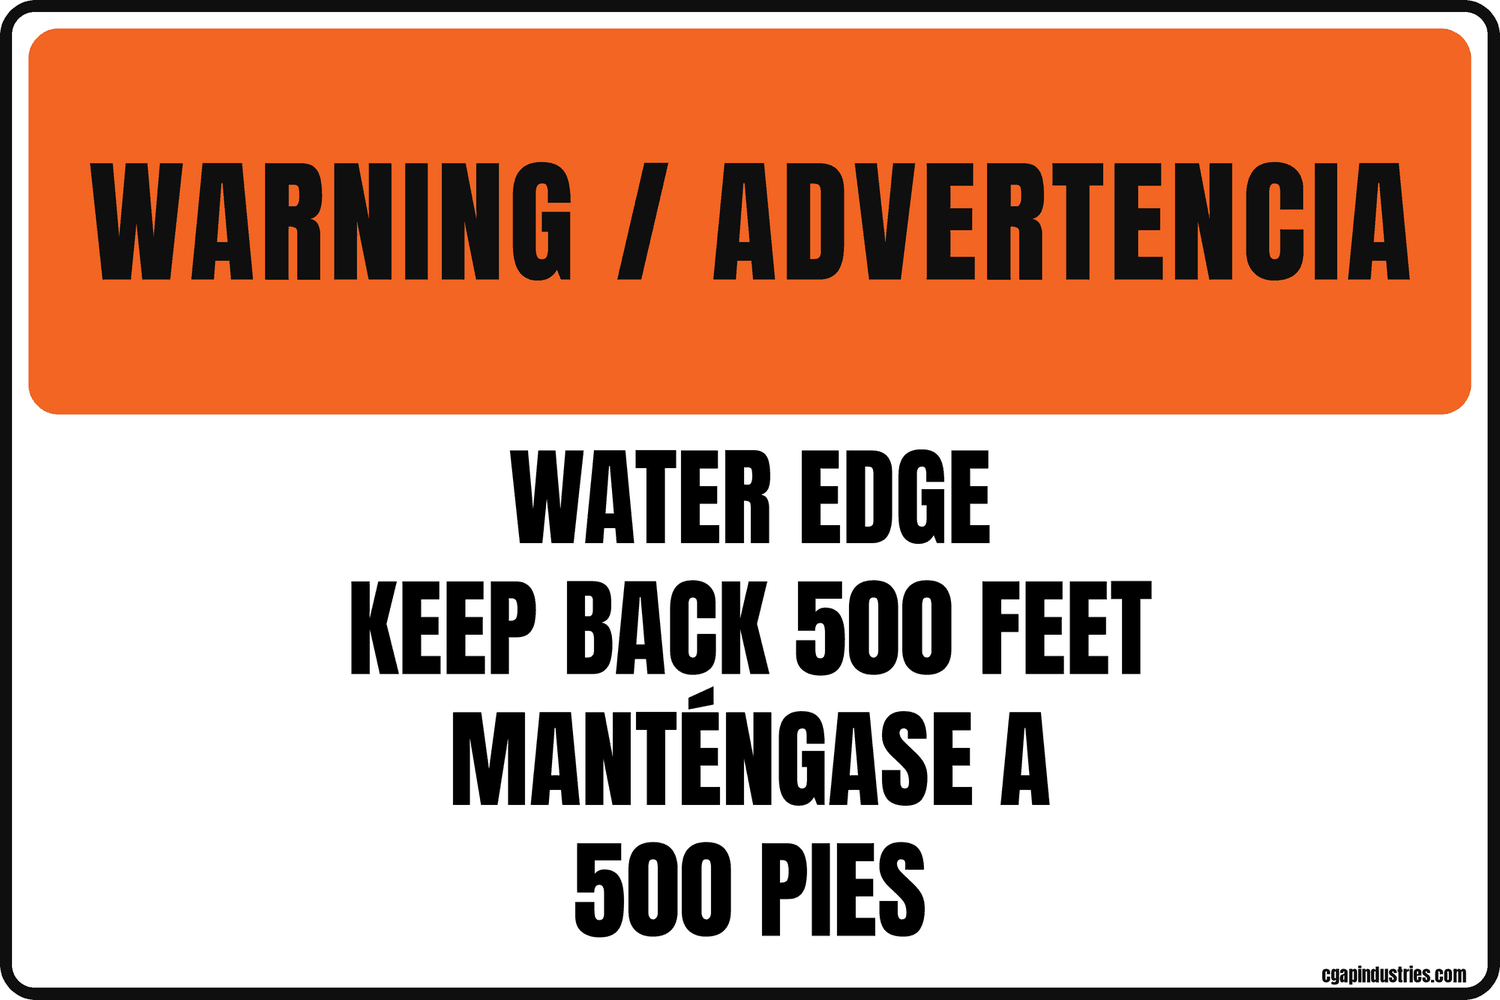 WARNING / ADVERTENCIA
WATER EDGE
KEEP BACK 500 FEET
MANTÉNGASE A
500 PIES
cgapindustries.com